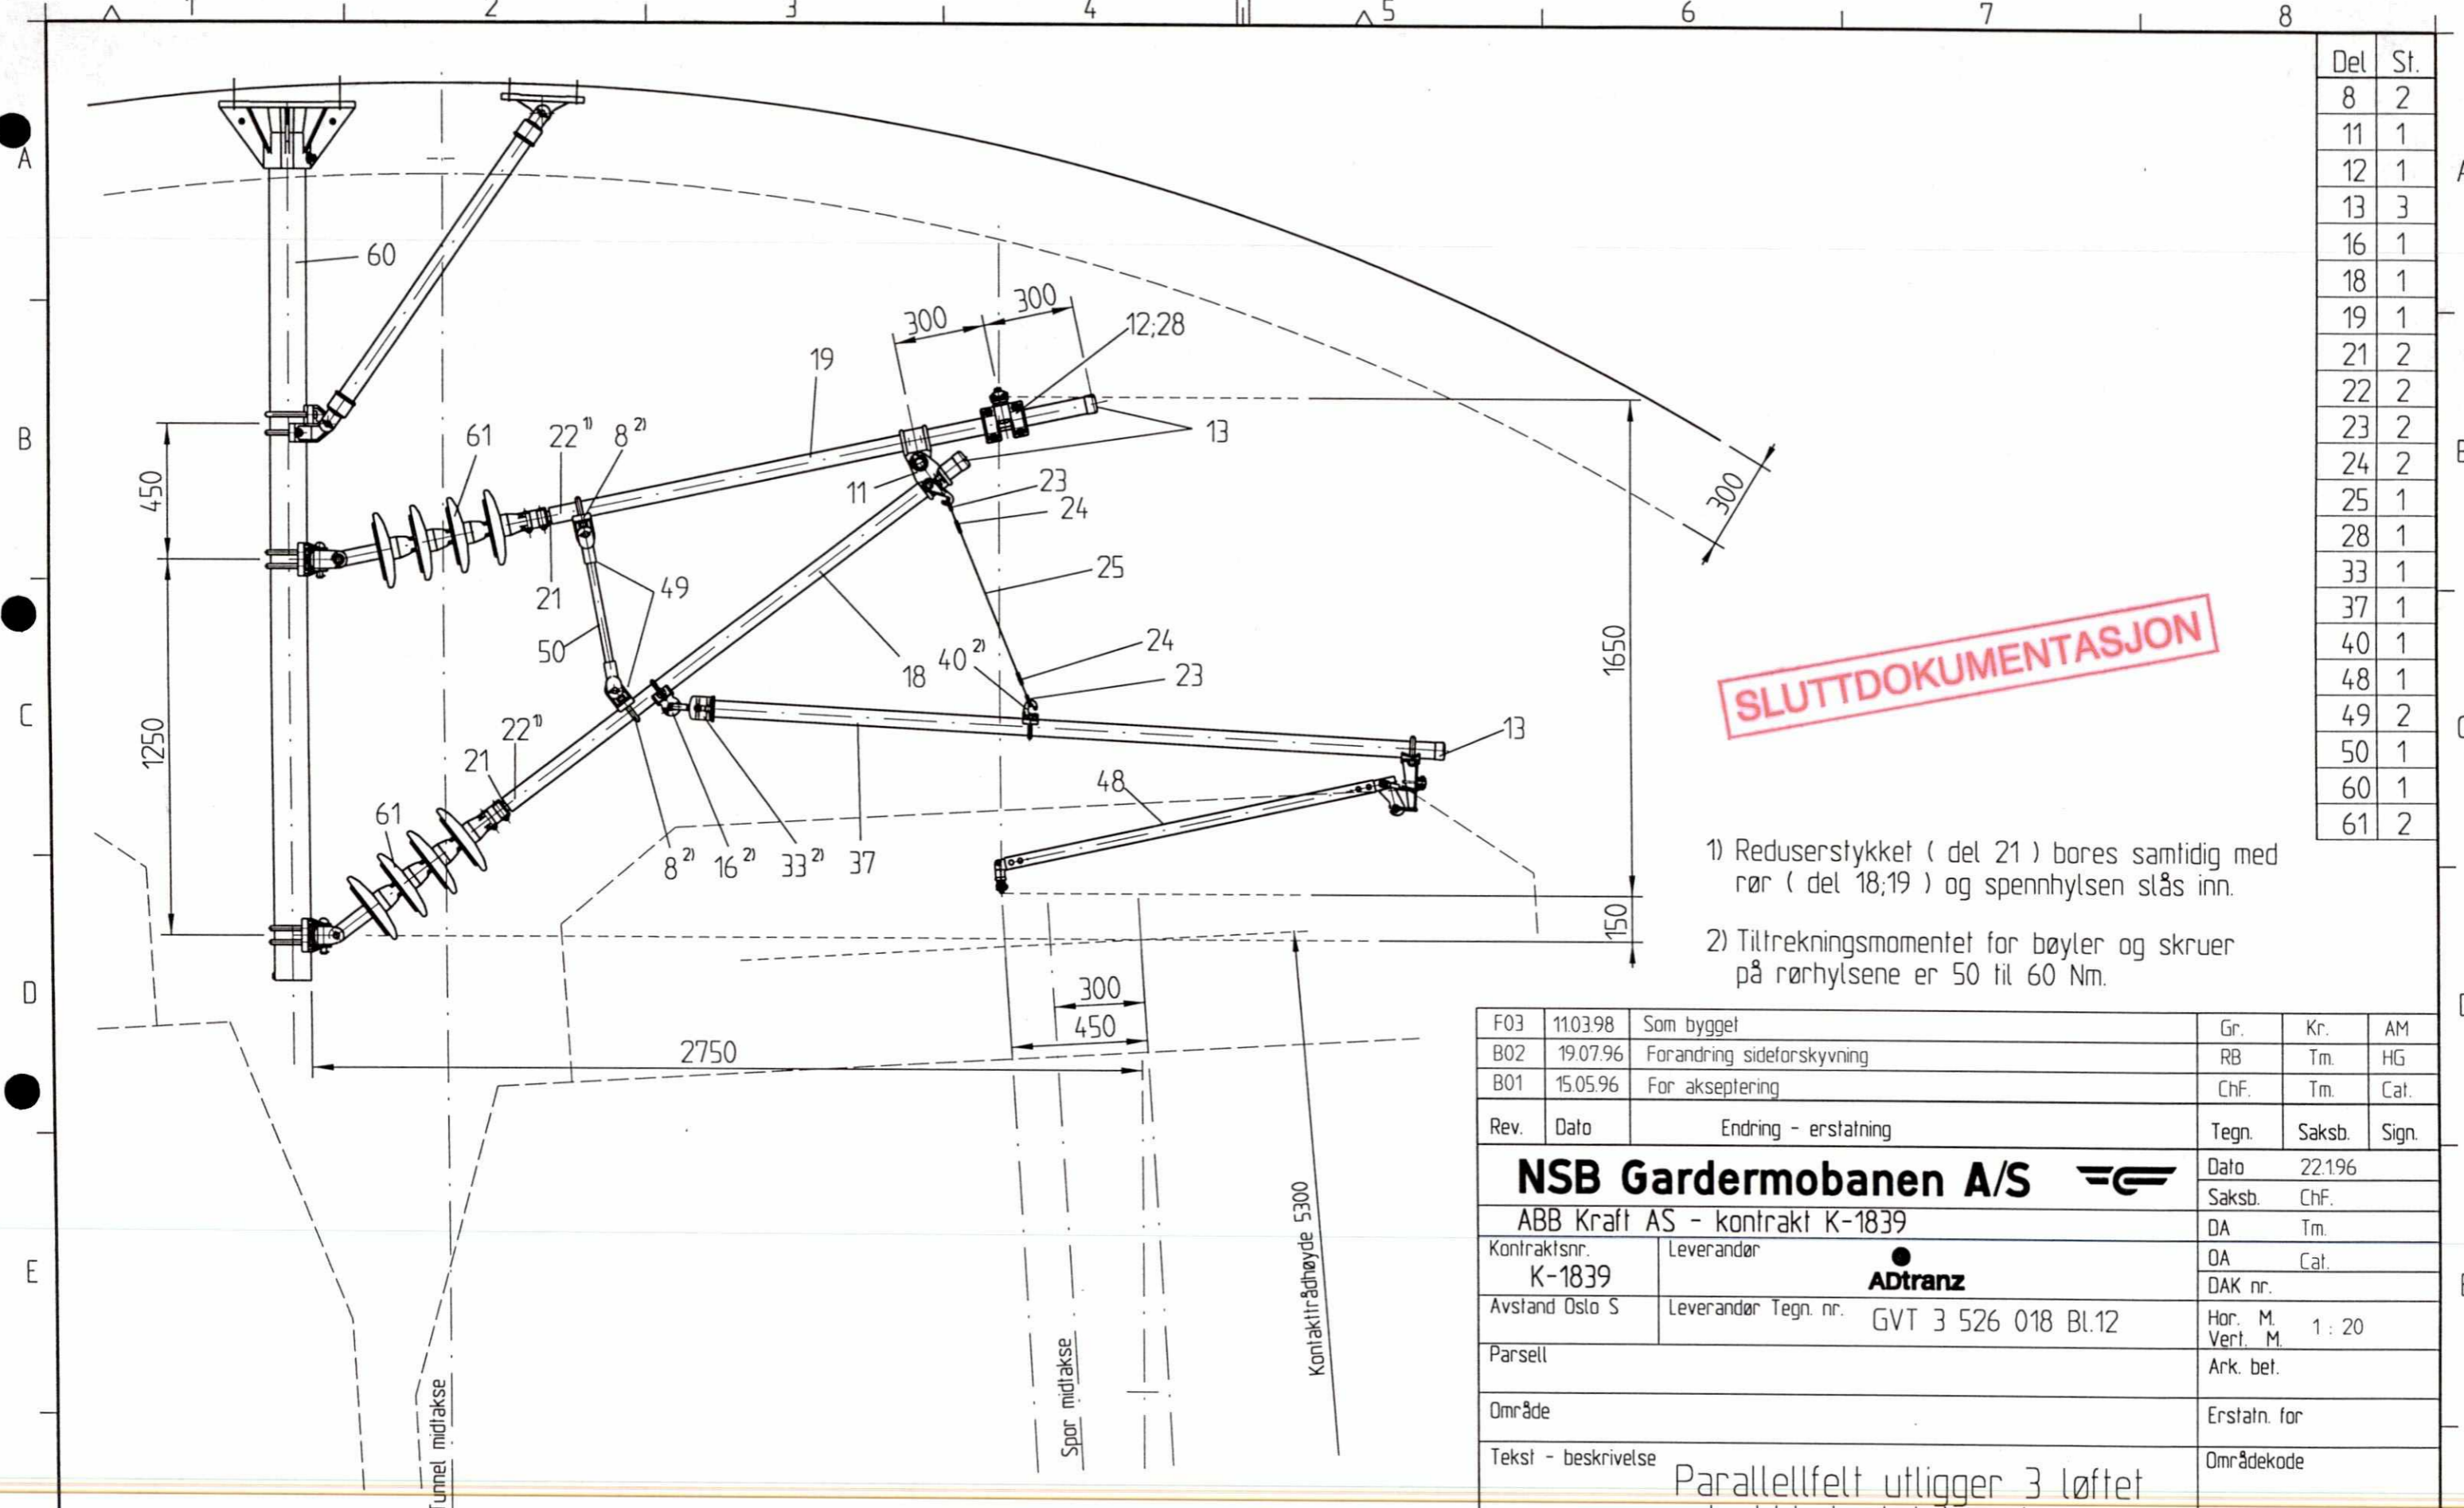 1 2 3 4 5 6 7 8
A
B
C
D
E
Del St.
8 2
11 1
12 1
13 3
16 1
18 1
19 1
21 2
22 2
23 2
24 2
25 1
28 1
33 1
37 1
40 1
48 1
49 2
50 1
60 1
61 2
60
300
300
12;28
19
61
22 1)
8 2)
13
450
11
23
24
300
21
49
25
50
18
40 2)
24
23
1650
1250
22 1)
21
13
61
48
8 2)
16 2)
33 2)
37
150
300
450
2750
Kontakttrådhøyde 5300
Spor midtakse
Tunnel midtakse
SLUTTDOKUMENTASJON
1) Reduserstykket ( del 21 ) bores samtidig med
rør ( del 18;19 ) og spennhylsen slås inn.
2) Tiltrekningsmomentet for bøyler og skruer
på rørhylsene er 50 til 60 Nm.
F03 11.03.98 Som bygget Gr. Kr. AM
B02 19.07.96 Forandring sideforskyvning RB Tm. HG
B01 15.05.96 For akseptering ChF. Tm. Cat.
Rev. Dato Endring - erstatning Tegn. Saksb. Sign.
NSB Gardermobanen A/S
ABB Kraft AS - kontrakt K-1839
Kontraktsnr.
K-1839
Leverandør
ADtranz
Avstand Oslo S
Leverandør Tegn. nr. GVT 3 526 018 Bl.12
Parsell
Område
Tekst - beskrivelse
Parallellfelt utligger 3 løftet
Dato 22.1.96
Saksb. ChF.
DA Tm.
OA Cat.
DAK nr.
Hor. M.
Vert. M. 1 : 20
Ark. bet.
Erstatn. for
Områdekode